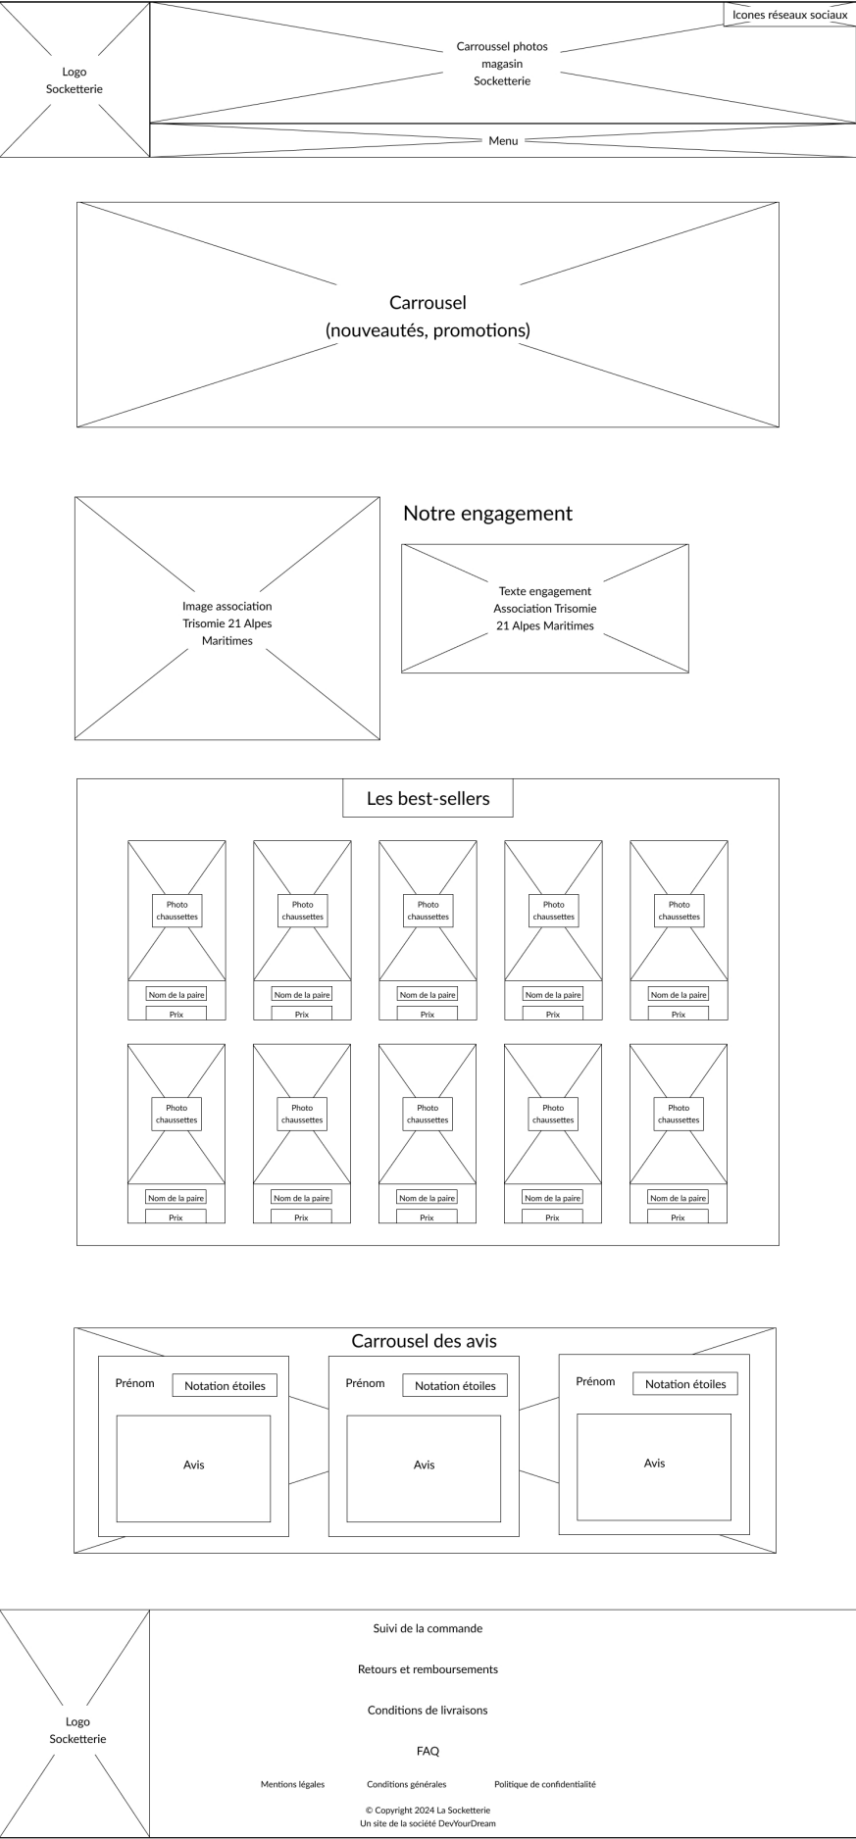 Icones réseaux sociaux
Logo
Socketterie
Carroussel photos
magasin
Socketterie
Menu
Carrousel
(nouveautés, promotions)
Notre engagement
Image association
Trisomie 21 Alpes
Maritimes
Texte engagement
Association Trisomie
21 Alpes Maritimes
Les best-sellers
Photo
chaussettes
Photo
chaussettes
Photo
chaussettes
Photo
chaussettes
Photo
chaussettes
Nom de la paire
Nom de la paire
Nom de la paire
Nom de la paire
Nom de la paire
Prix
Prix
Prix
Prix
Prix
Photo
chaussettes
Photo
chaussettes
Photo
chaussettes
Photo
chaussettes
Photo
chaussettes
Nom de la paire
Nom de la paire
Nom de la paire
Nom de la paire
Nom de la paire
Prix
Prix
Prix
Prix
Prix
Carrousel des avis
Prénom
Notation étoiles
Avis
Prénom
Notation étoiles
Avis
Prénom
Notation étoiles
Avis
Logo
Socketterie
Suivi de la commande
Retours et remboursements
Conditions de livraisons
FAQ
Mentions légales
Conditions générales
Politique de confidentialité
© Copyright 2024 La Socketterie
Un site de la société DevYourDream